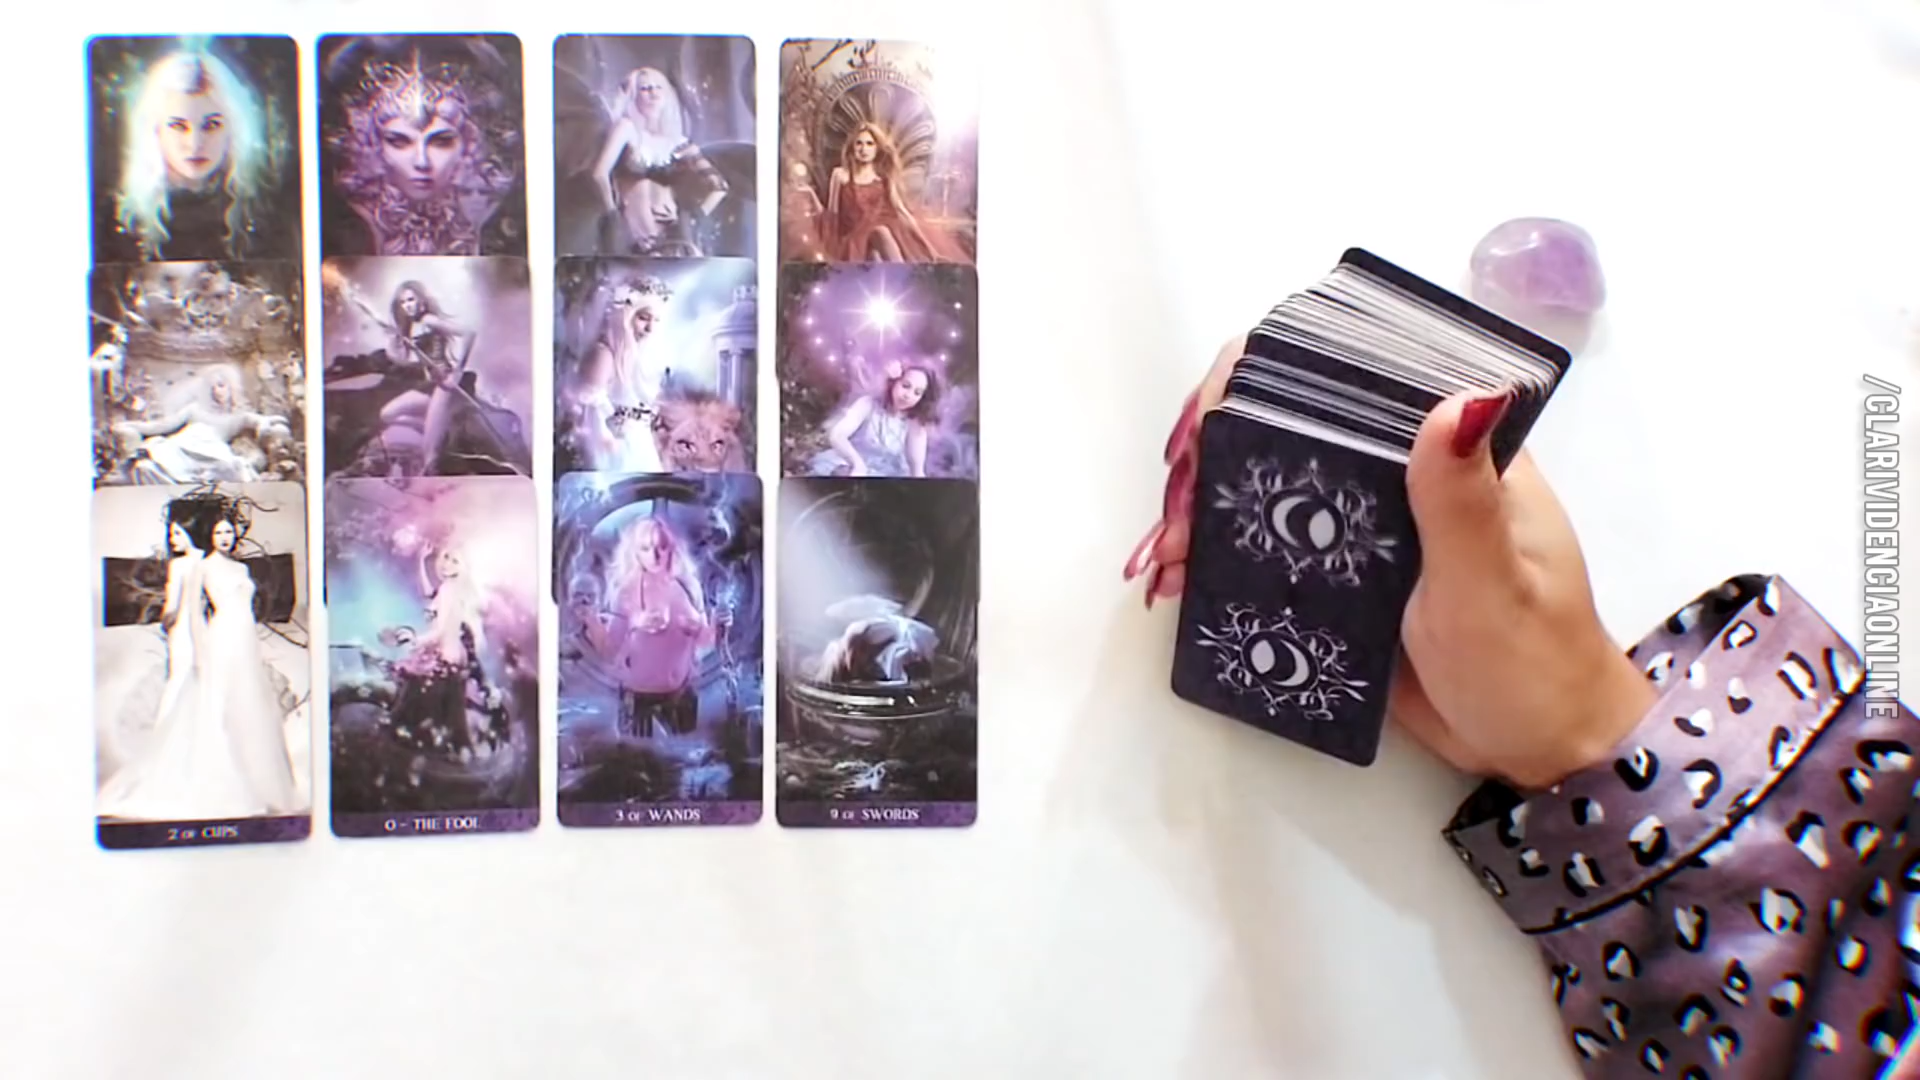 2 OF CUPS
0 - THE FOOL
3 OF WANDS
9 OF SWORDS
/CLARIVIDENCIAONLINE